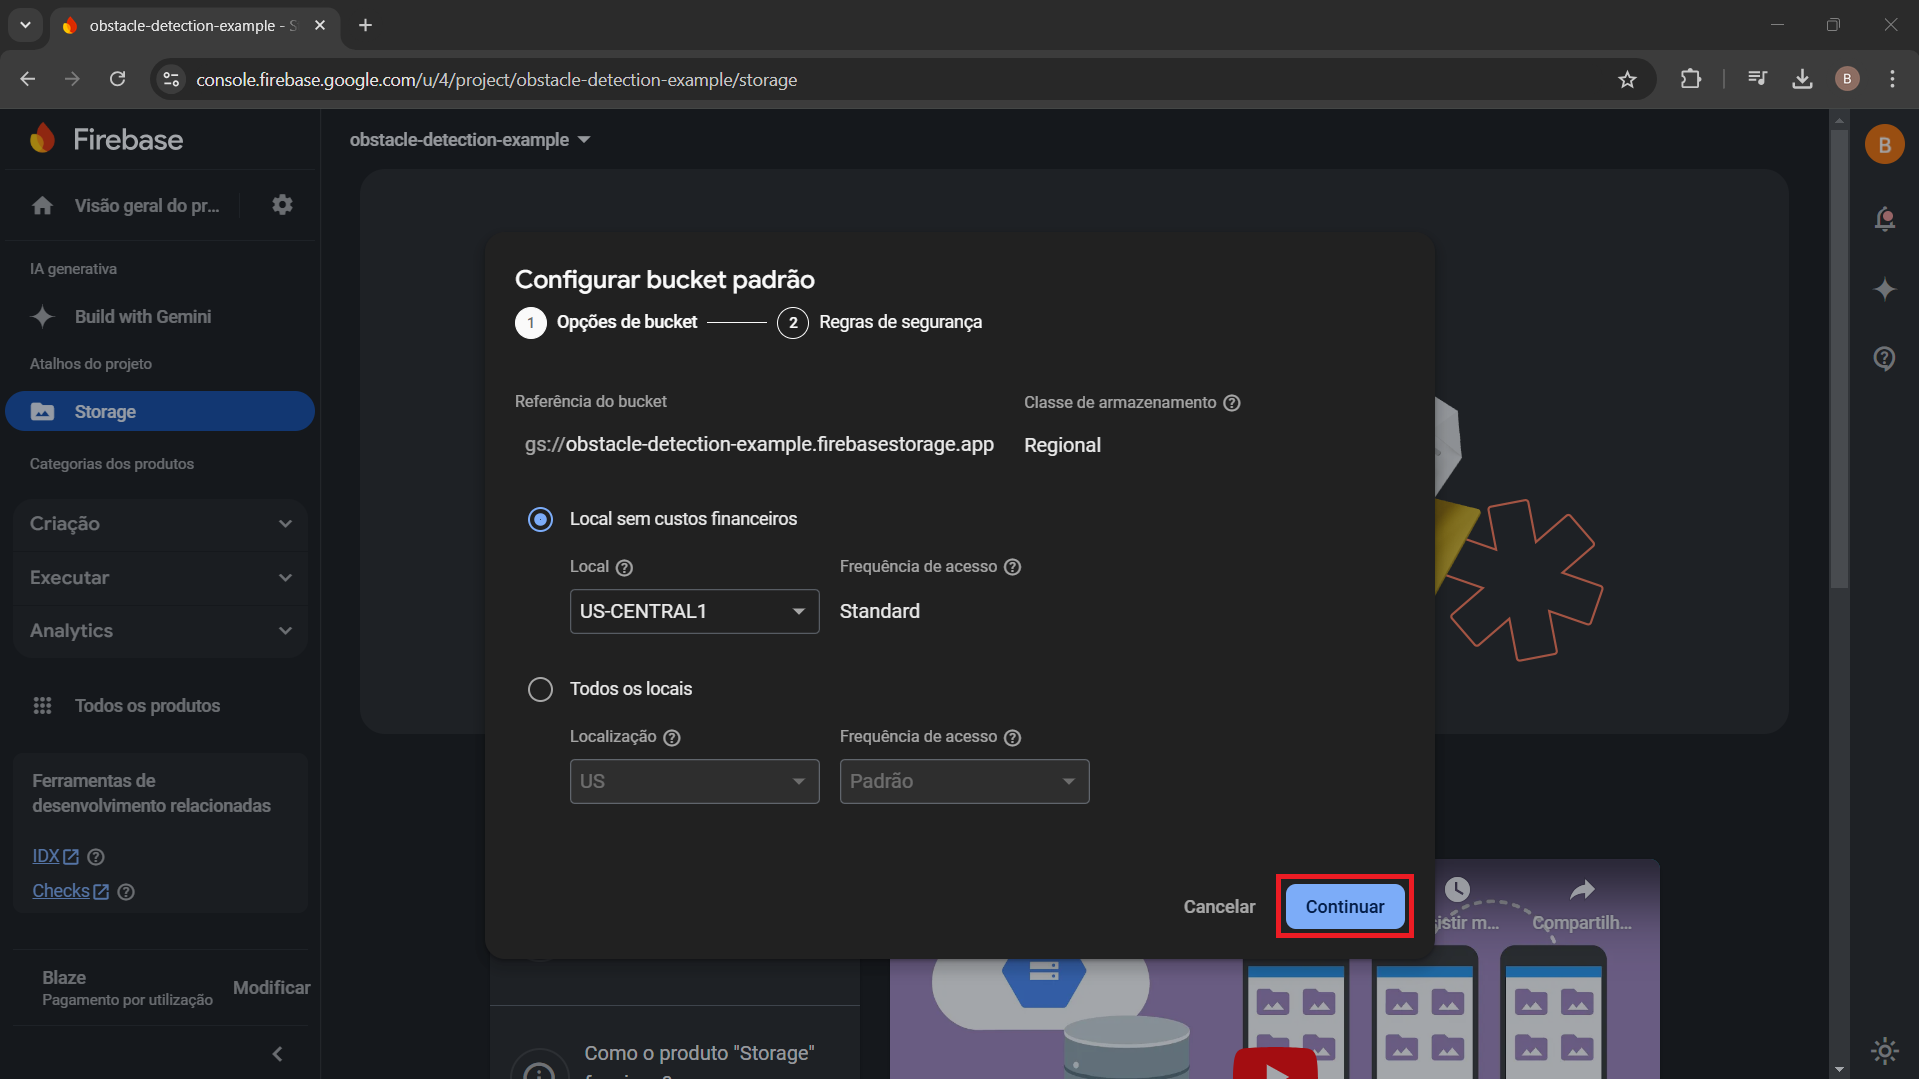 obstacle-detection-example - S
console.firebase.google.com/u/4/project/obstacle-detection-example/storage
B
Firebase
obstacle-detection-example
B
Visão geral do pr...
IA generativa
Build with Gemini
Atalhos do projeto
Storage
Categorias dos produtos
Criação
Executar
Analytics
Todos os produtos
Ferramentas de
desenvolvimento relacionadas
IDX
Checks
Blaze
Pagamento por utilização
Modificar
Configurar bucket padrão
1 Opções de bucket 2 Regras de segurança
Referência do bucket
Classe de armazenamento
gs://obstacle-detection-example.firebasestorage.app
Regional
Local sem custos financeiros
Local
Frequência de acesso
US-CENTRAL1
Standard
Todos os locais
Localização
Frequência de acesso
US
Padrão
Cancelar
Continuar
istir m...
Compartilh...
Como o produto "Storage"